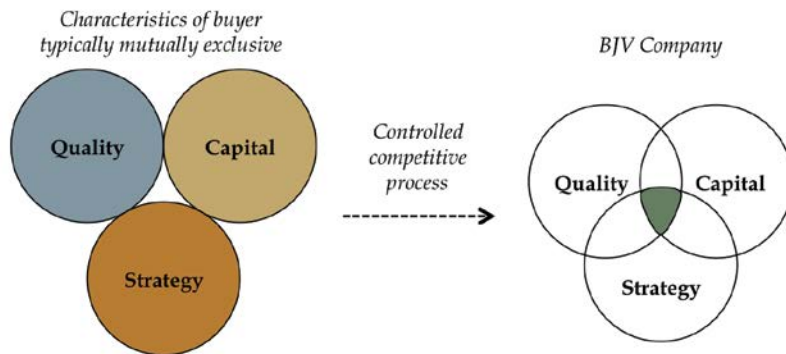 Characteristics of buyer
typically mutually exclusive
BJV Company
Quality
Capital
Strategy
Controlled
competitive
process
Quality
Capital
Strategy